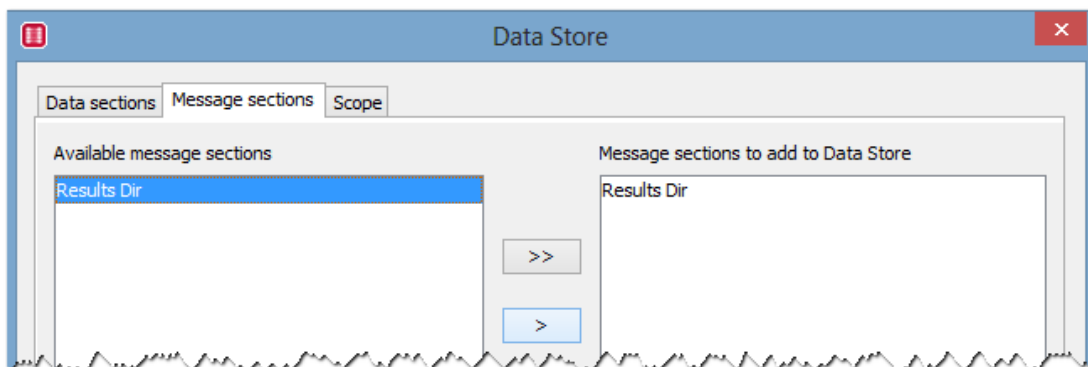 Data Store
Data sections Message sections Scope
Available message sections Message sections to add to Data Store
Results Dir Results Dir
>>
>